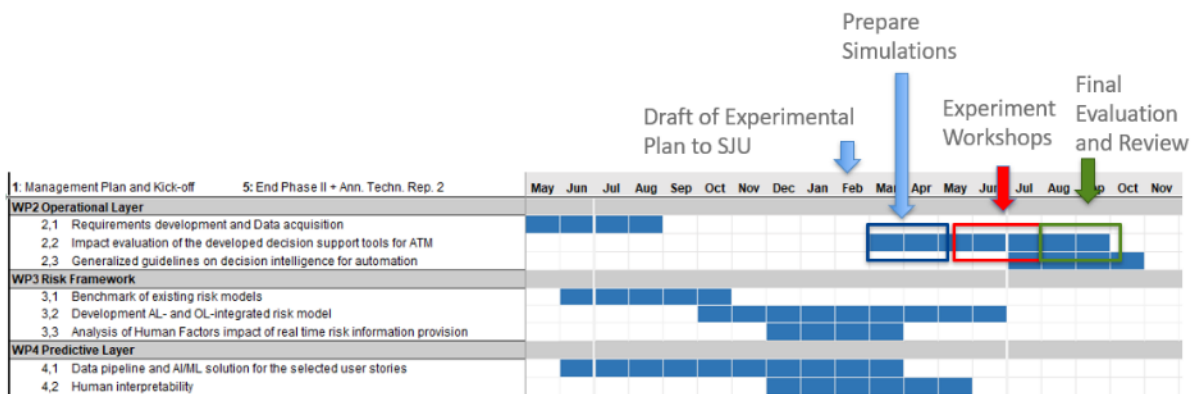 Prepare
Simulations
Draft of Experimental
Plan to SJU
Experiment
Workshops
Final
Evaluation
and Review
1: Management Plan and Kick-off 5: End Phase II + Ann. Techn. Rep. 2 May Jun Jul Aug Sep Oct Nov Dec Jan Feb Mar Apr May Jun Jul Aug Sep Oct Nov
WP2 Operational Layer
2,1 Requirements development and Data acquisition
2,2 Impact evaluation of the developed decision support tools for ATM
2,3 Generalized guidelines on decision intelligence for automation
WP3 Risk Framework
3,1 Benchmark of existing risk models
3,2 Development AL- and OL-integrated risk model
3,3 Analysis of Human Factors impact of real time risk information provision
WP4 Predictive Layer
4,1 Data pipeline and AI/ML solution for the selected user stories
4,2 Human interpretability